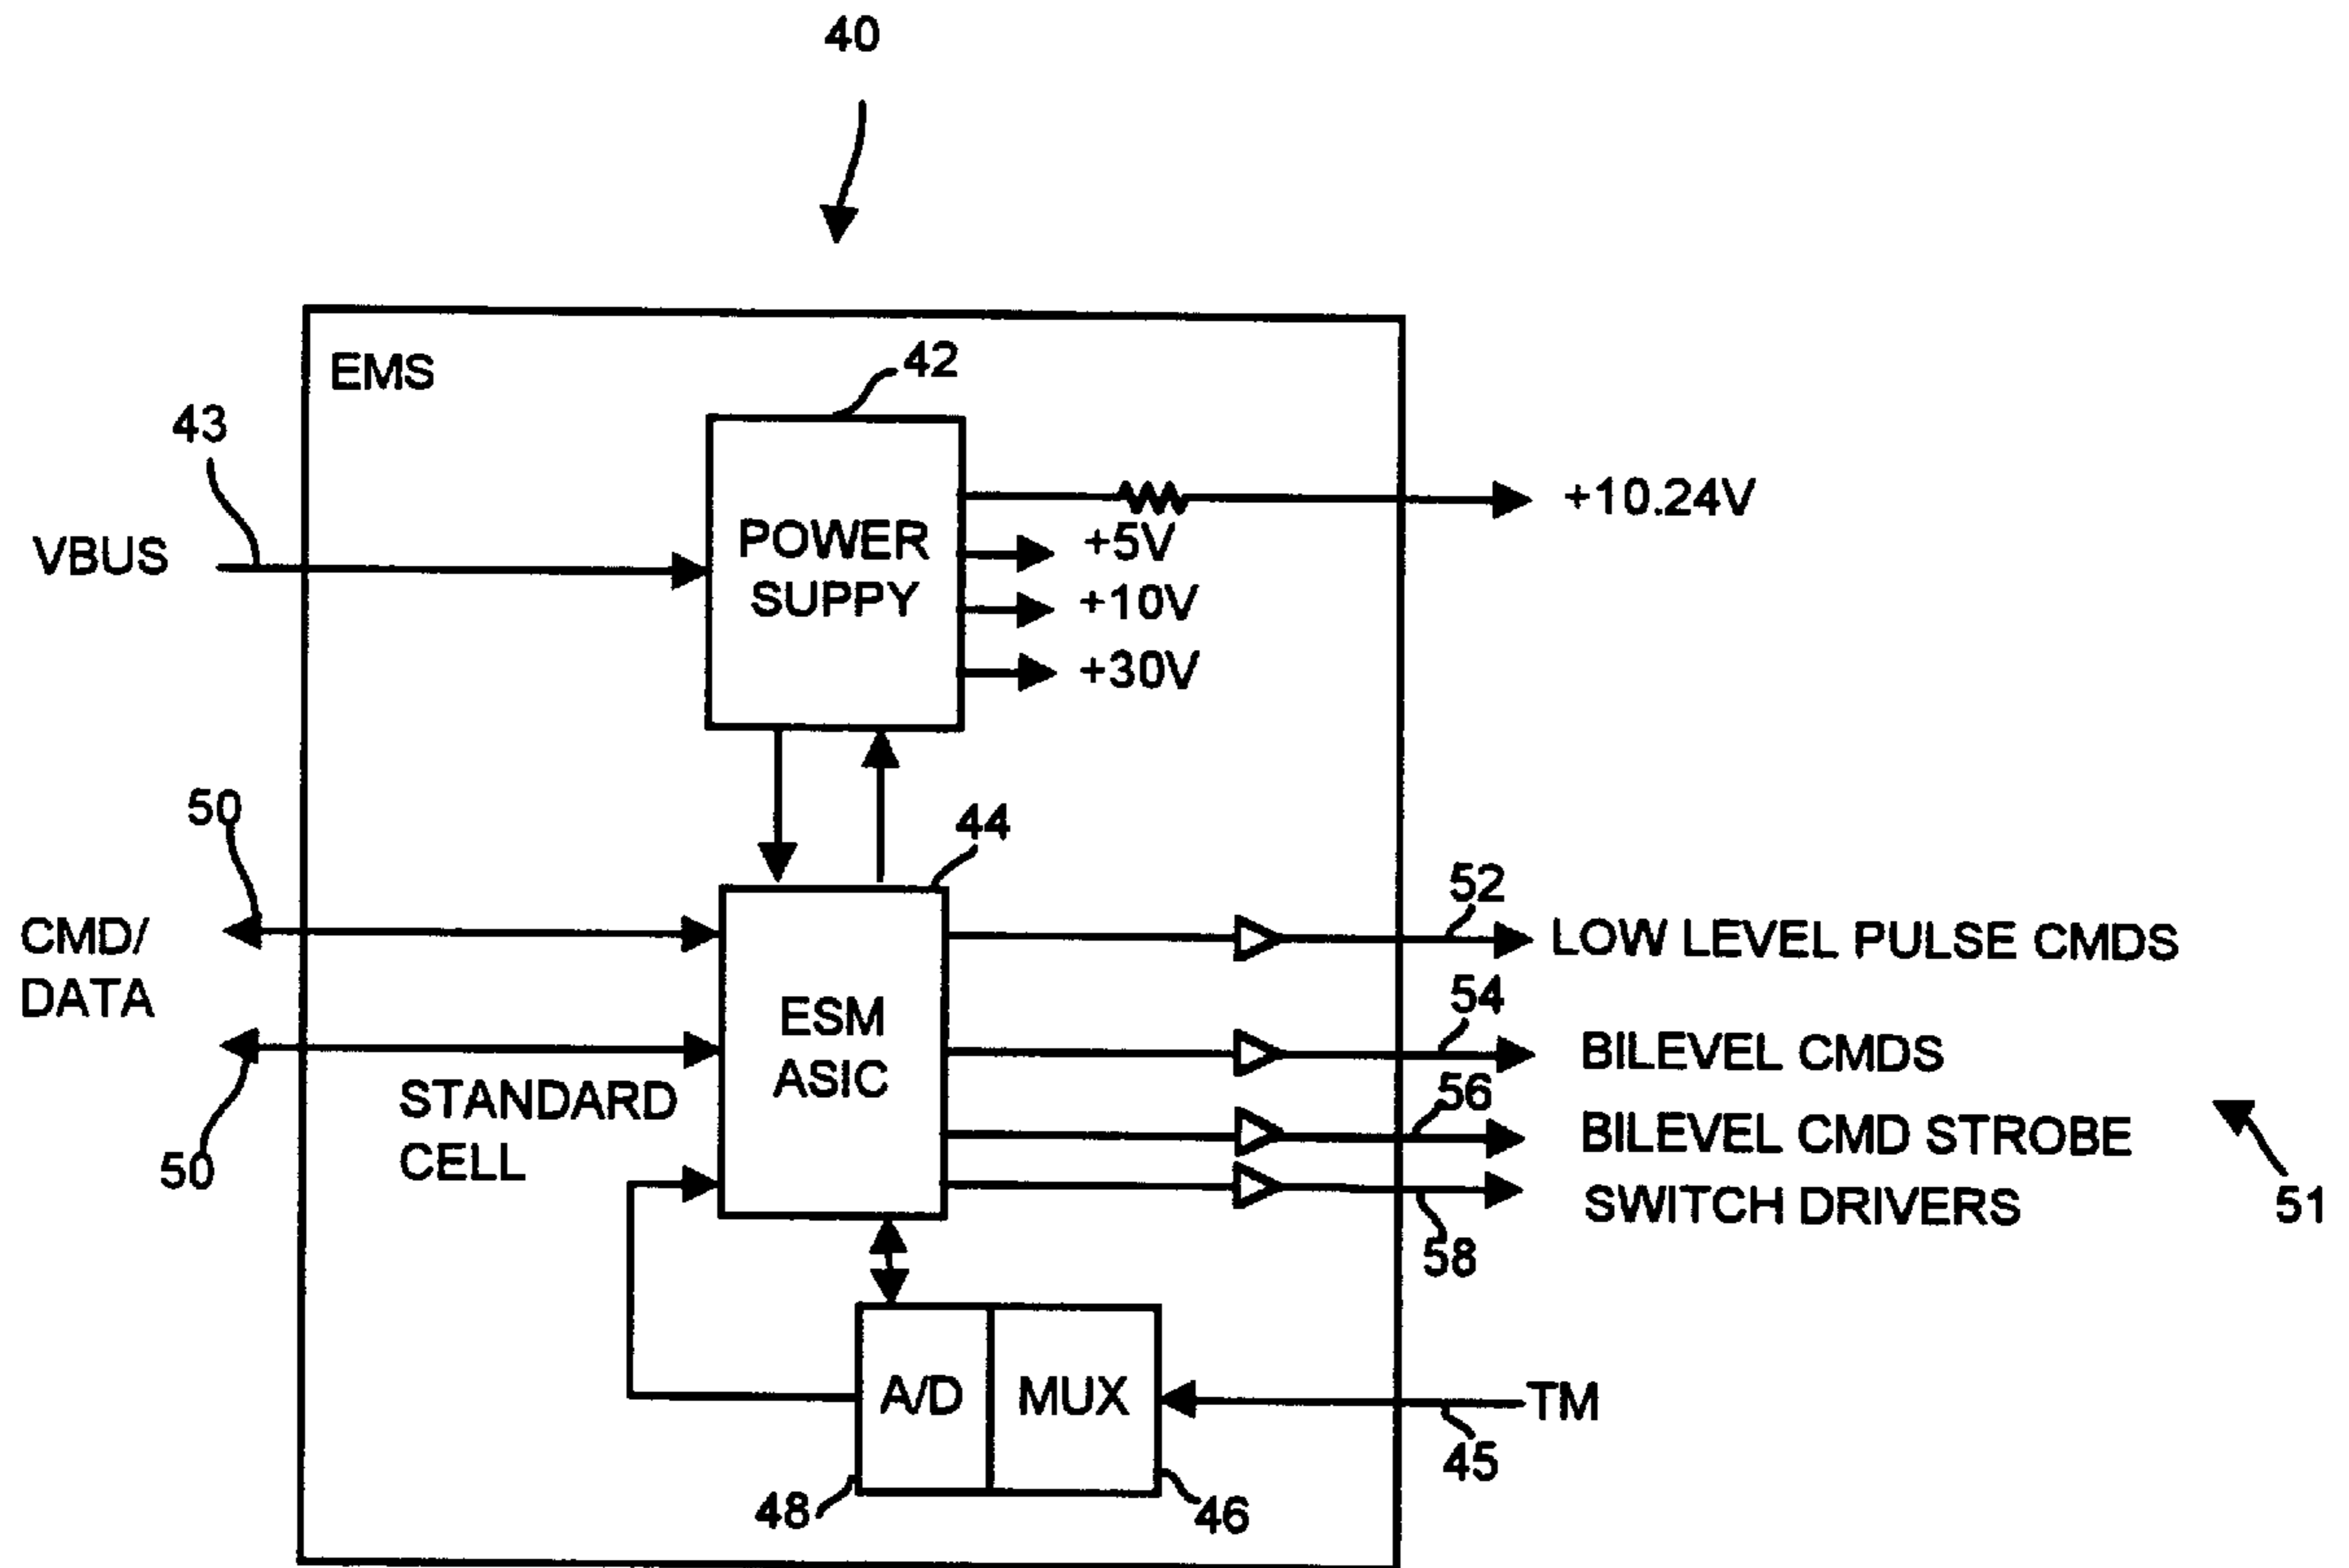 40
EMS
42
43
VBUS
POWER
SUPPY
+10.24V
+5V
+10V
+30V
50
44
CMD/
DATA
52
LOW LEVEL PULSE CMDS
54
ESM
ASIC
BILEVEL CMDS
STANDARD
CELL
56
BILEVEL CMD STROBE
50
SWITCH DRIVERS
51
58
A/D
MUX
TM
45
48
46